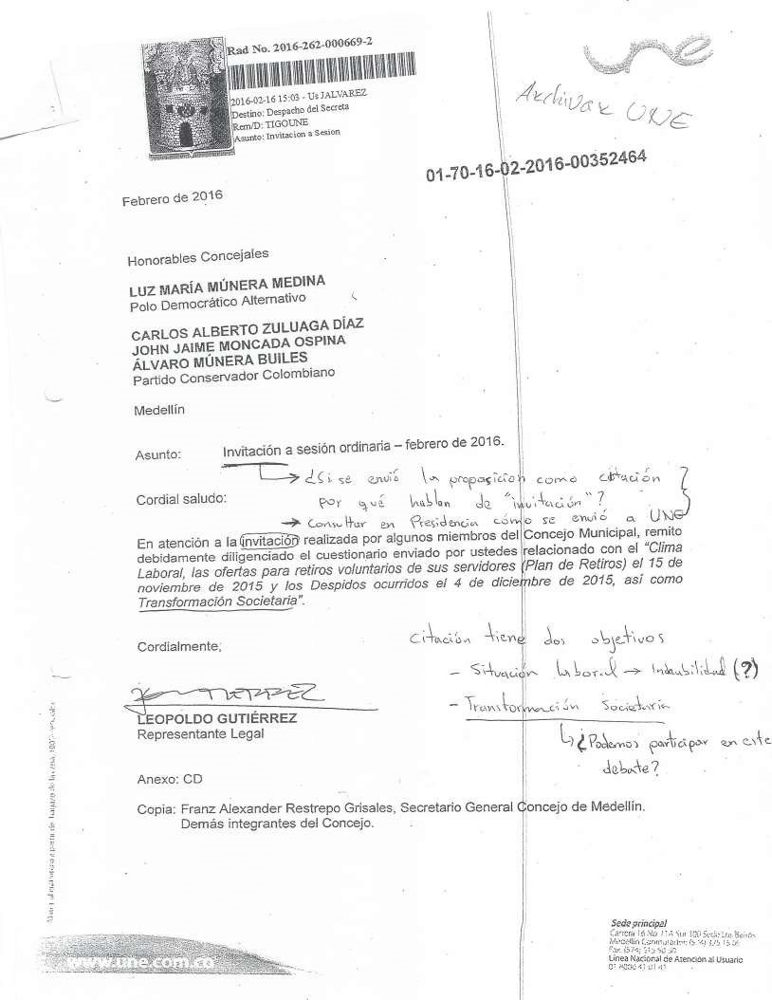 Rad No. 2016-262-000669-2
2016-02-16 15:03 - Us JALVAREZ
Destino: Despacho del Secreta
Rem/D: TIGOUNE
Asunto: Invitacion a Sesion
une
Archivar UNE
01-70-16-02-2016-00352464
Febrero de 2016
Honorables Concejales
LUZ MARÍA MÚNERA MEDINA
Polo Democrático Alternativo
CARLOS ALBERTO ZULUAGA DÍAZ
JOHN JAIME MONCADA OSPINA
ÁLVARO MÚNERA BUILES
Partido Conservador Colombiano
Medellín
Asunto: Invitación a sesión ordinaria – febrero de 2016.
¿Si se envió la proposicion como citación
Cordial saludo:
por qué hablan de "invitación"?
Consultar en Presidencia cómo se envió a UNE
En atención a la invitación realizada por algunos miembros del Concejo Municipal, remito
debidamente diligenciado el cuestionario enviado por ustedes relacionado con el "Clima
Laboral, las ofertas para retiros voluntarios de sus servidores (Plan de Retiros) el 15 de
noviembre de 2015 y los Despidos ocurridos el 4 de diciembre de 2015, así como
Transformación Societaria".
Citación tiene dos objetivos
Cordialmente;
- Situación laboral → (?)
- Transformación Societaria
LEOPOLDO GUTIÉRREZ
Representante Legal
¿Podemos participar en este
debate?
Anexo: CD
Copia: Franz Alexander Restrepo Grisales, Secretario General Concejo de Medellín.
Demás integrantes del Concejo.
Sede principal
Línea Nacional de Atención al Usuario
www.une.com.co